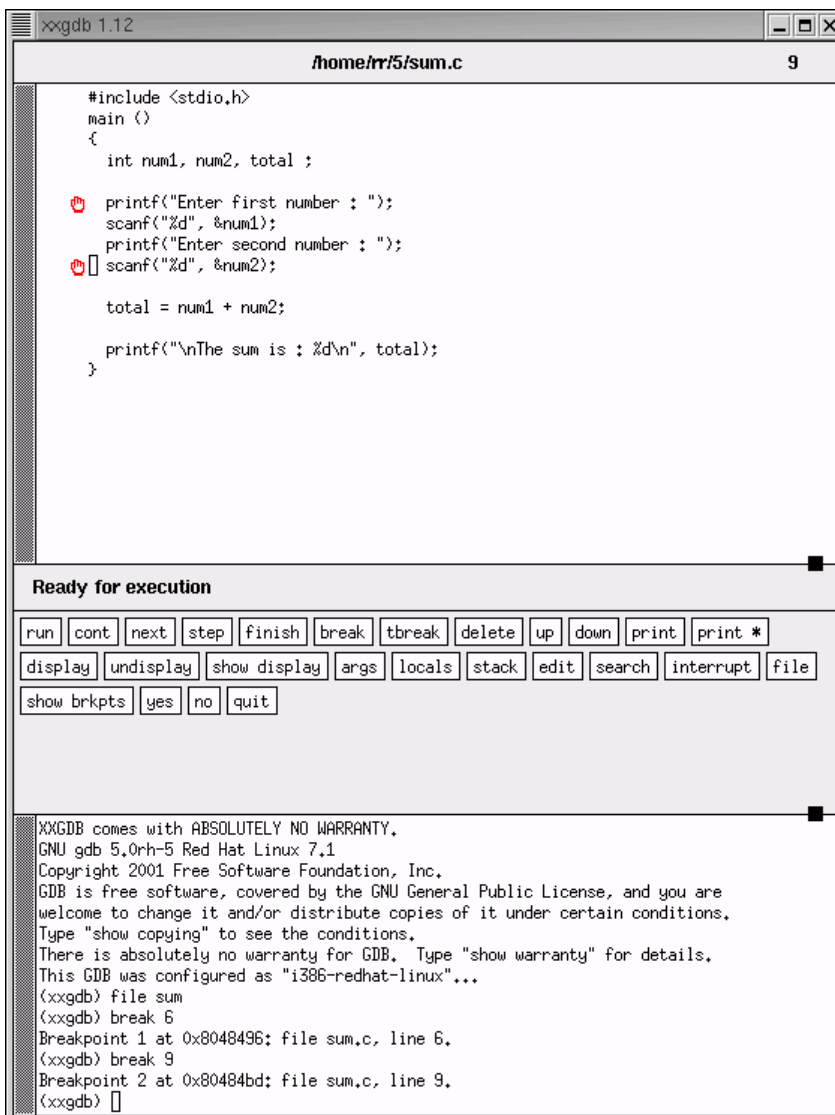 xxgdb 1.12
/home/rr/5/sum.c 9
#include <stdio.h>
main ()
{
int num1, num2, total ;
printf("Enter first number : ");
scanf("%d", &num1);
printf("Enter second number : ");
scanf("%d", &num2);
total = num1 + num2;
printf("\nThe sum is : %d\n", total);
}
Ready for execution
run cont next step finish break tbreak delete up down print print *
display undisplay show display args locals stack edit search interrupt file
show brkpts yes no quit
XXGDB comes with ABSOLUTELY NO WARRANTY.
GNU gdb 5.0rh-5 Red Hat Linux 7.1
Copyright 2001 Free Software Foundation, Inc.
GDB is free software, covered by the GNU General Public License, and you are
welcome to change it and/or distribute copies of it under certain conditions.
Type "show copying" to see the conditions.
There is absolutely no warranty for GDB.  Type "show warranty" for details.
This GDB was configured as "i386-redhat-linux"...
(xxgdb) file sum
(xxgdb) break 6
Breakpoint 1 at 0x8048496: file sum.c, line 6.
(xxgdb) break 9
Breakpoint 2 at 0x80484bd: file sum.c, line 9.
(xxgdb)